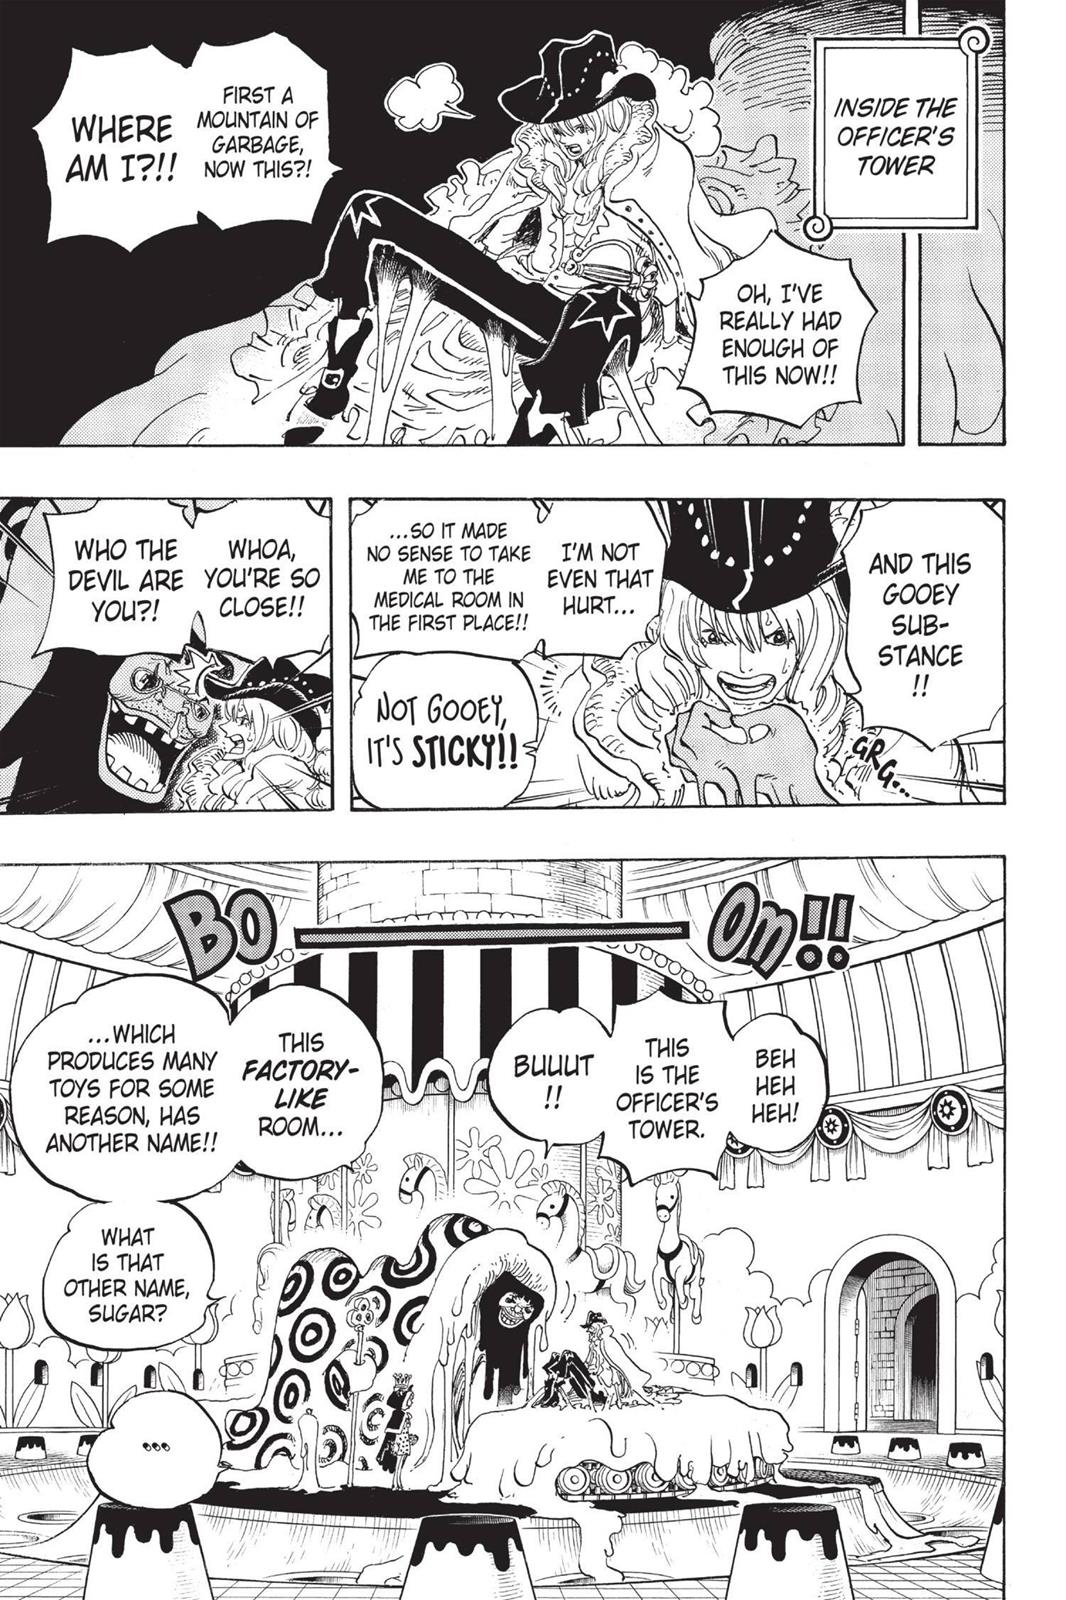 INSIDE THE
OFFICER'S
TOWER
OH, I'VE
REALLY HAD
ENOUGH OF
THIS NOW!!
FIRST A
MOUNTAIN OF
GARBAGE,
NOW THIS?!
WHERE
AM I?!!
AND THIS
GOOEY
SUB-
STANCE
!!
GRG...
I'M NOT
EVEN THAT
HURT...
...SO IT MADE
NO SENSE TO TAKE
ME TO THE
MEDICAL ROOM IN
THE FIRST PLACE!!
NOT GOOEY,
IT'S STICKY!!
WHOA,
YOU'RE SO
CLOSE!!
WHO THE
DEVIL ARE
YOU?!
BO—OM!!
BEH
HEH
HEH!
THIS
IS THE
OFFICER'S
TOWER.
BUUUT
!!
THIS
FACTORY-
LIKE
ROOM...
...WHICH
PRODUCES MANY
TOYS FOR SOME
REASON, HAS
ANOTHER NAME!!
WHAT
IS THAT
OTHER NAME,
SUGAR?
...